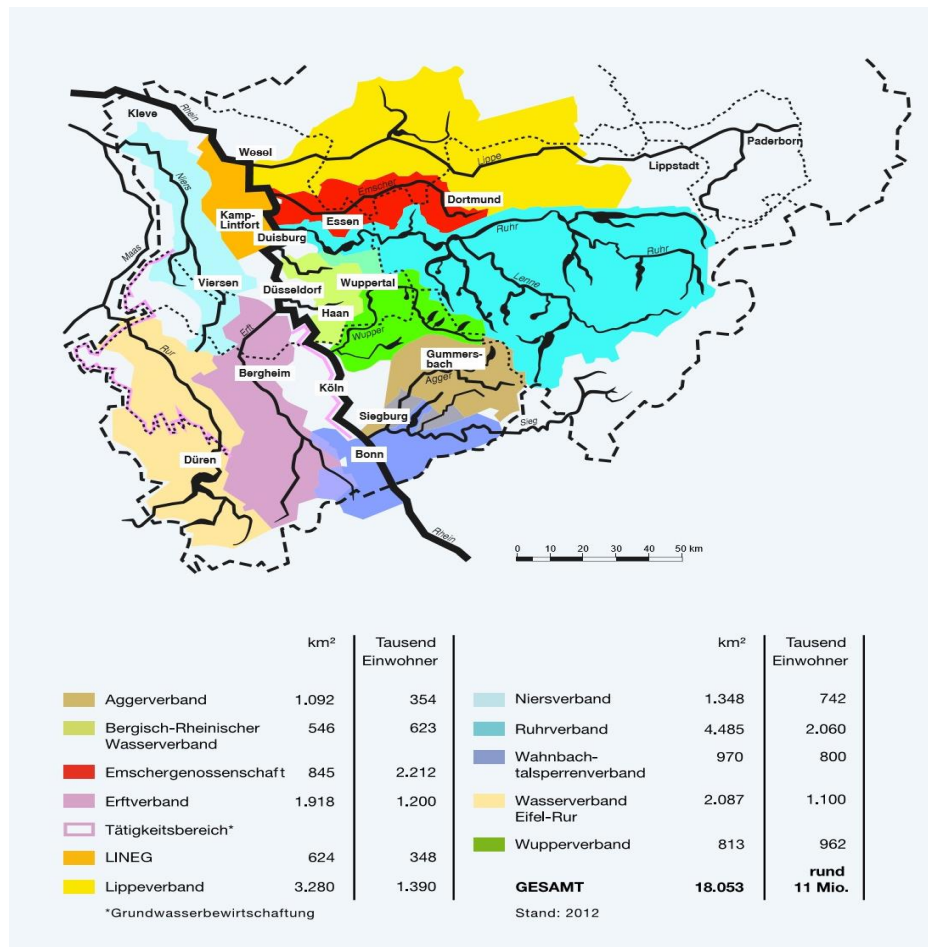 Rhein
Kleve
Wesel
Niers
Lippe
Lippstadt
Paderborn
Emscher
Dortmund
Kamp-
Lintfort
Essen
Duisburg
Ruhr
Ruhr
Maas
Viersen
Düsseldorf
Wuppertal
Lenne
Haan
Erft
Wupper
Rur
Bergheim
Gummers-
bach
Köln
Agger
Siegburg
Sieg
Düren
Bonn
Rhein
0 10 20 30 40 50 km
km² Tausend
Einwohner
Aggerverband 1.092 354
Bergisch-Rheinischer 546 623
Wasserverband
Emschergenossenschaft 845 2.212
Erftverband 1.918 1.200
Tätigkeitsbereich*
LINEG 624 348
Lippeverband 3.280 1.390
*Grundwasserbewirtschaftung
km² Tausend
Einwohner
Niersverband 1.348 742
Ruhrverband 4.485 2.060
Wahnbach- 970 800
talsperrenverband
Wasserverband 2.087 1.100
Eifel-Rur
Wupperverband 813 962
rund
GESAMT 18.053 11 Mio.
Stand: 2012